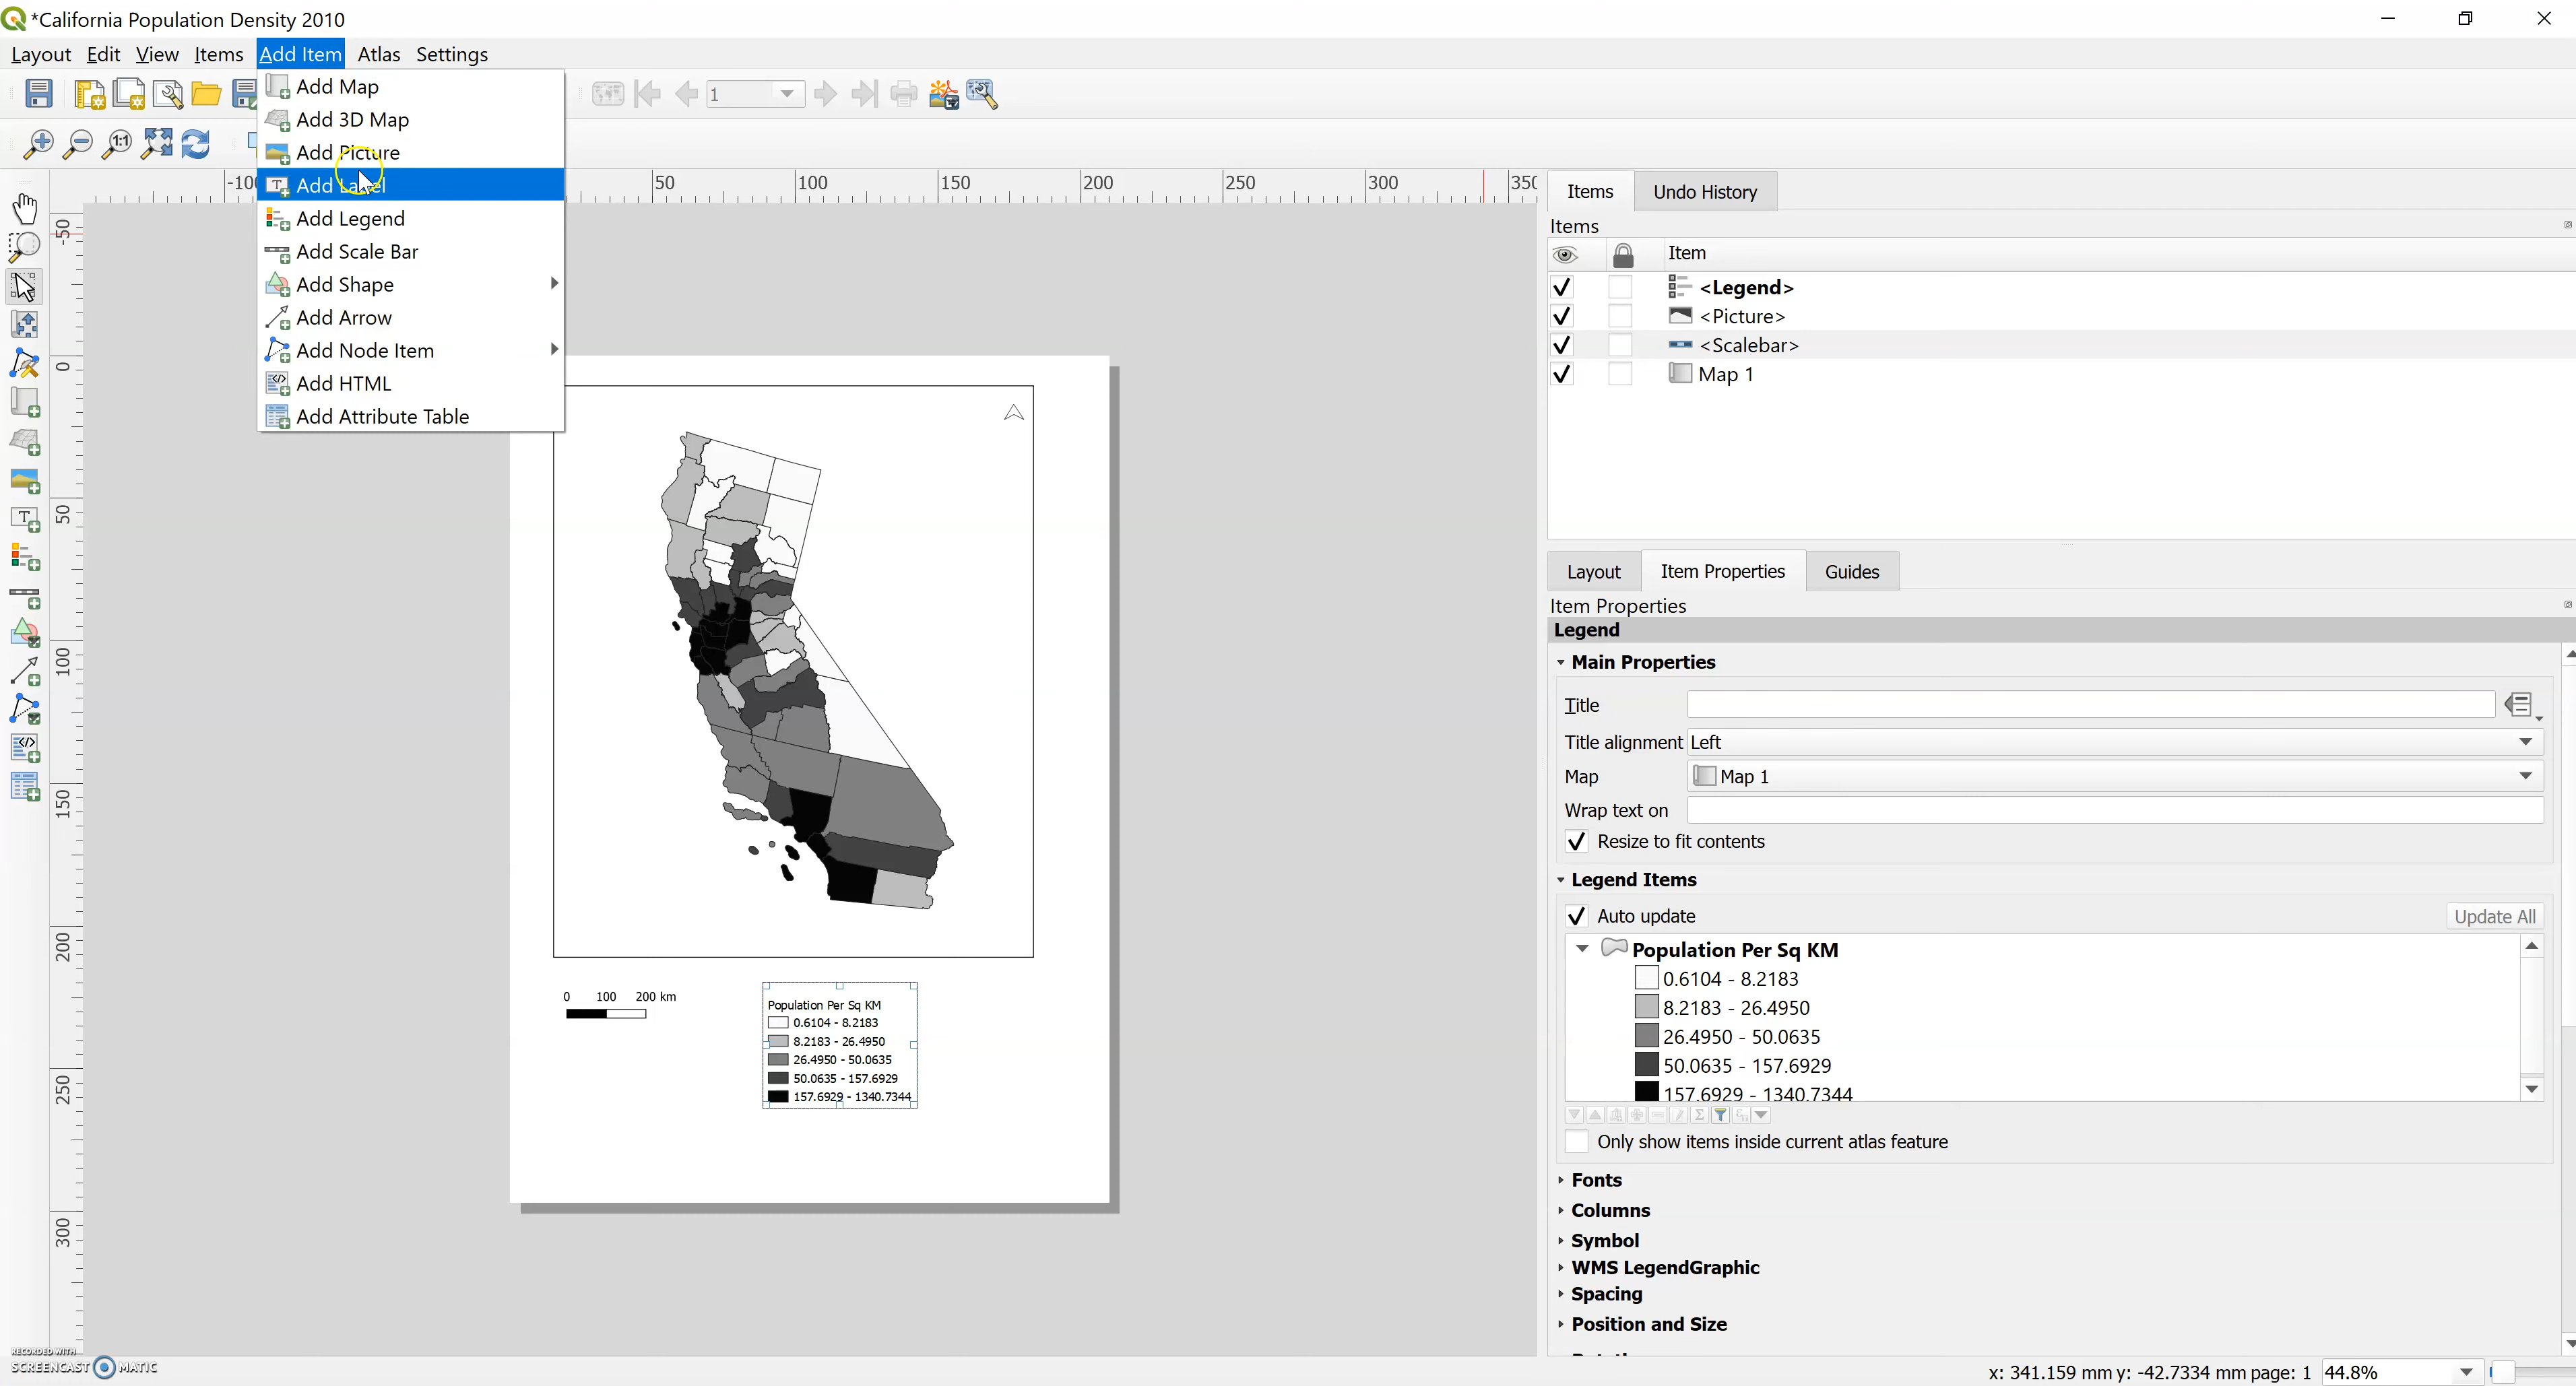 *California Population Density 2010
Layout Edit View Items Add Item Atlas Settings
Add Map
Add 3D Map
Add Picture
Add Label
Add Legend
Add Scale Bar
Add Shape
Add Arrow
Add Node Item
Add HTML
Add Attribute Table
1
1:1
-100 50 100 150 200 250 300 350
-50
0
50
100
150
200
250
300
0 100 200 km
Population Per Sq KM
0.6104 - 8.2183
8.2183 - 26.4950
26.4950 - 50.0635
50.0635 - 157.6929
157.6929 - 1340.7344
Items Undo History
Items
Item
<Legend>
<Picture>
<Scalebar>
Map 1
Layout Item Properties Guides
Item Properties
Legend
Main Properties
Title
Title alignment Left
Map Map 1
Wrap text on
Resize to fit contents
Legend Items
Auto update Update All
Population Per Sq KM
0.6104 - 8.2183
8.2183 - 26.4950
26.4950 - 50.0635
50.0635 - 157.6929
157.6929 - 1340.7344
Only show items inside current atlas feature
Fonts
Columns
Symbol
WMS LegendGraphic
Spacing
Position and Size
RECORDED WITH
SCREENCAST MATIC
x: 341.159 mm y: -42.7334 mm page: 1 44.8%